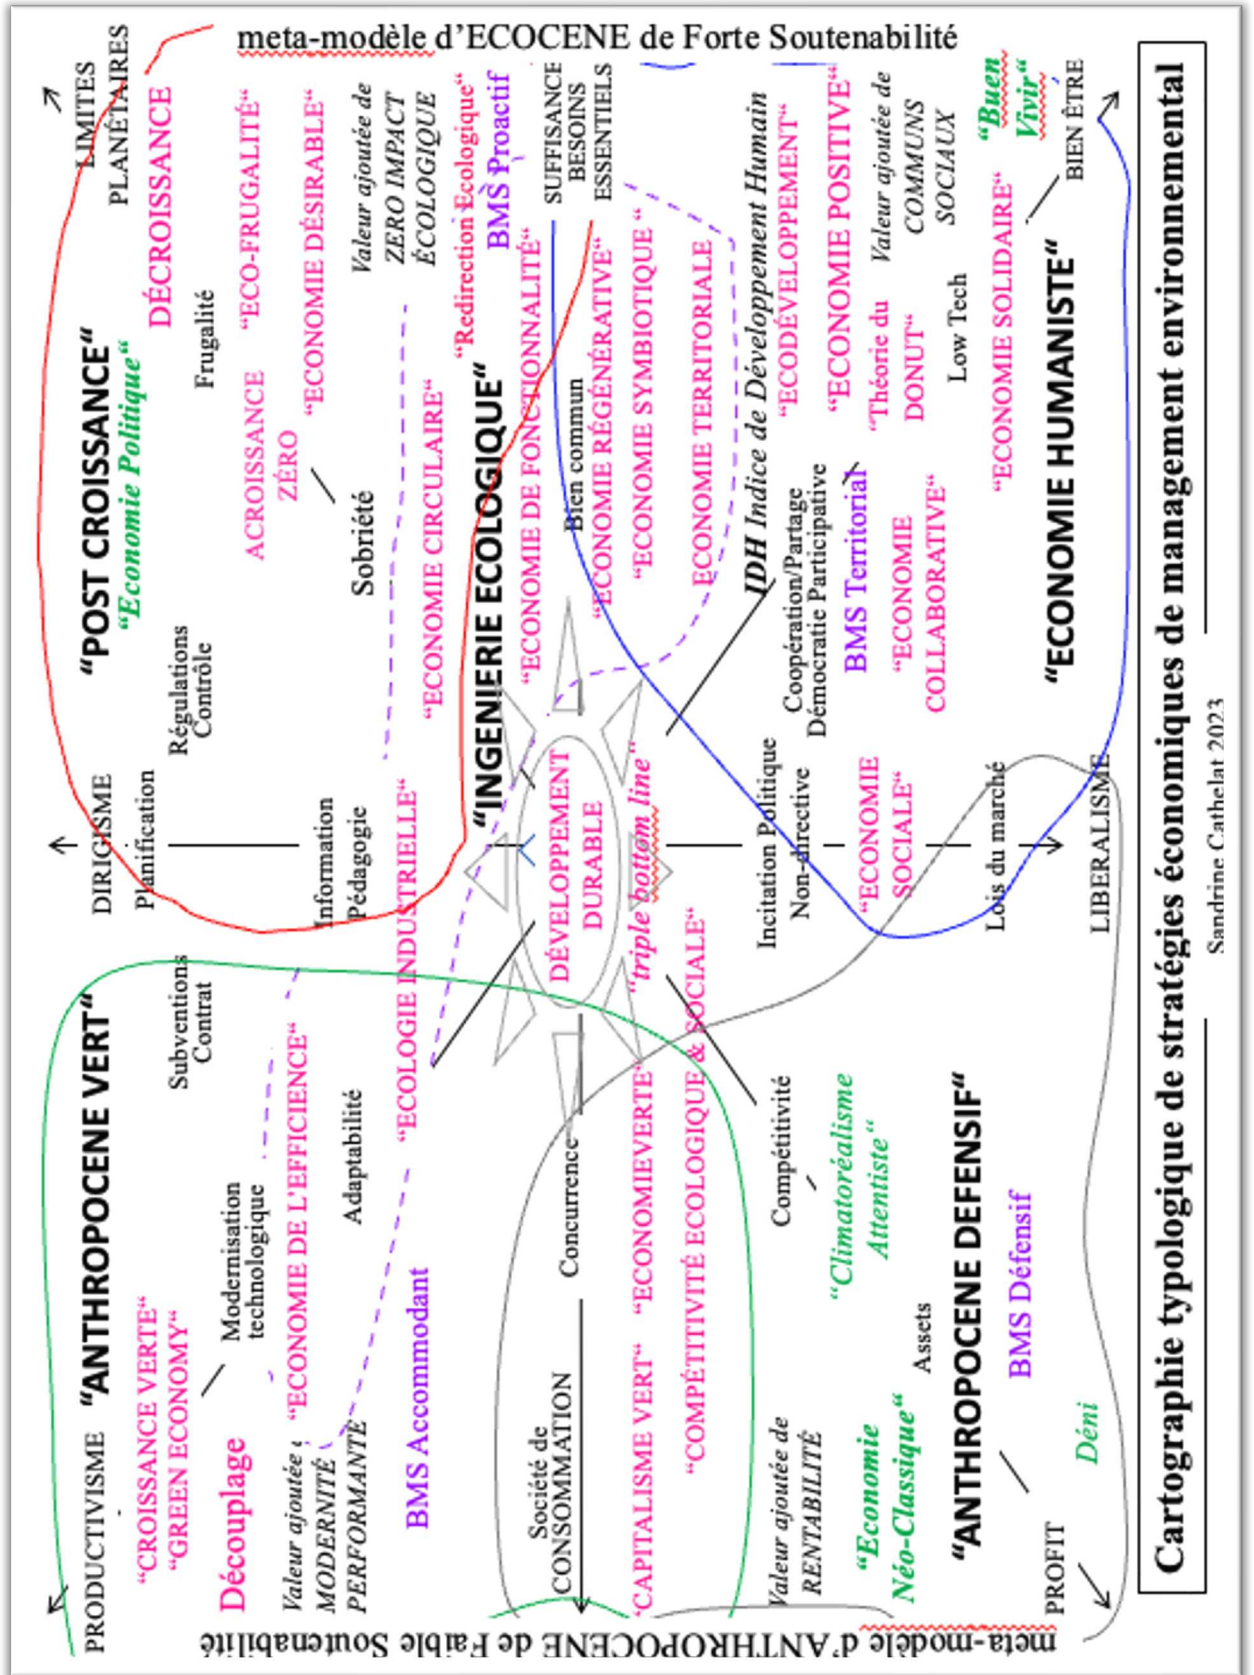 PRODUCTIVISME
“ANTHROPOCENE VERT“
DIRIGISME
Planification
“POST CROISSANCE“
“Economie Politique“
LIMITES
PLANÉTAIRES
“CROISSANCE VERTE“
“GREEN ECONOMY“
Subventions
Contrat
Régulations
Contrôle
DÉCROISSANCE
Frugalité
Découplage
Modernisation
technologique
ACROISSANCE
ZÉRO
“ECO-FRUGALITÉ“
“ECONOMIE DÉSIRABLE“
Valeur ajoutée
MODERNITÉ
PERFORMANTE
“ECONOMIE DE L'EFFICIENCE“
Adaptabilité
Information
Pédagogie
Sobriété
Valeur ajoutée de
ZERO IMPACT
ÉCOLOGIQUE
BMS Accommodant
“ECOLOGIE INDUSTRIELLE“
“ECONOMIE CIRCULAIRE“
“Redirection Ecologique“
BMS Proactif
“INGENIERIE ECOLOGIQUE“
“ECONOMIE DE FONCTIONNALITÉ“
meta-modèle d’ANTHROPOCENE de Faible Soutenabilité
Société de
CONSOMMATION
Concurrence
DÉVELOPPEMENT
DURABLE
“triple bottom line“
Bien commun
SUFFISANCE
BESOINS
ESSENTIELS
meta-modèle d’ECOCENE de Forte Soutenabilité
“ECONOMIE RÉGÉNÉRATIVE“
“ECONOMIE SYMBIOTIQUE “
ECONOMIE TERRITORIALE
“CAPITALISME VERT“
“ECONOMIEVERTE“
“COMPÉTITIVITÉ ECOLOGIQUE & SOCIALE“
IDH Indice de Développement Humain
“ECODÉVELOPPEMENT“
Valeur ajoutée de
RENTABILITÉ
Compétitivité
Incitation Politique
Non-directive
Coopération/Partage
Démocratie Participative
“ECONOMIE POSITIVE“
“Climatoréalisme
Attentiste“
BMS Territorial
“Théorie du
DONUT“
Valeur ajoutée de
COMMUNS
SOCIAUX
“Economie
Néo-Classique“
Assets
“ECONOMIE
SOCIALE“
“ECONOMIE
COLLABORATIVE“
Low Tech
“ANTHROPOCENE DEFENSIF“
BMS Défensif
Lois du marché
“ECONOMIE SOLIDAIRE“
“Buen
Vivir“
PROFIT
Déni
LIBERALISME
“ECONOMIE HUMANISTE“
BIEN ÊTRE
Cartographie typologique de stratégies économiques de management environnemental
Sandrine Cathelat 2023